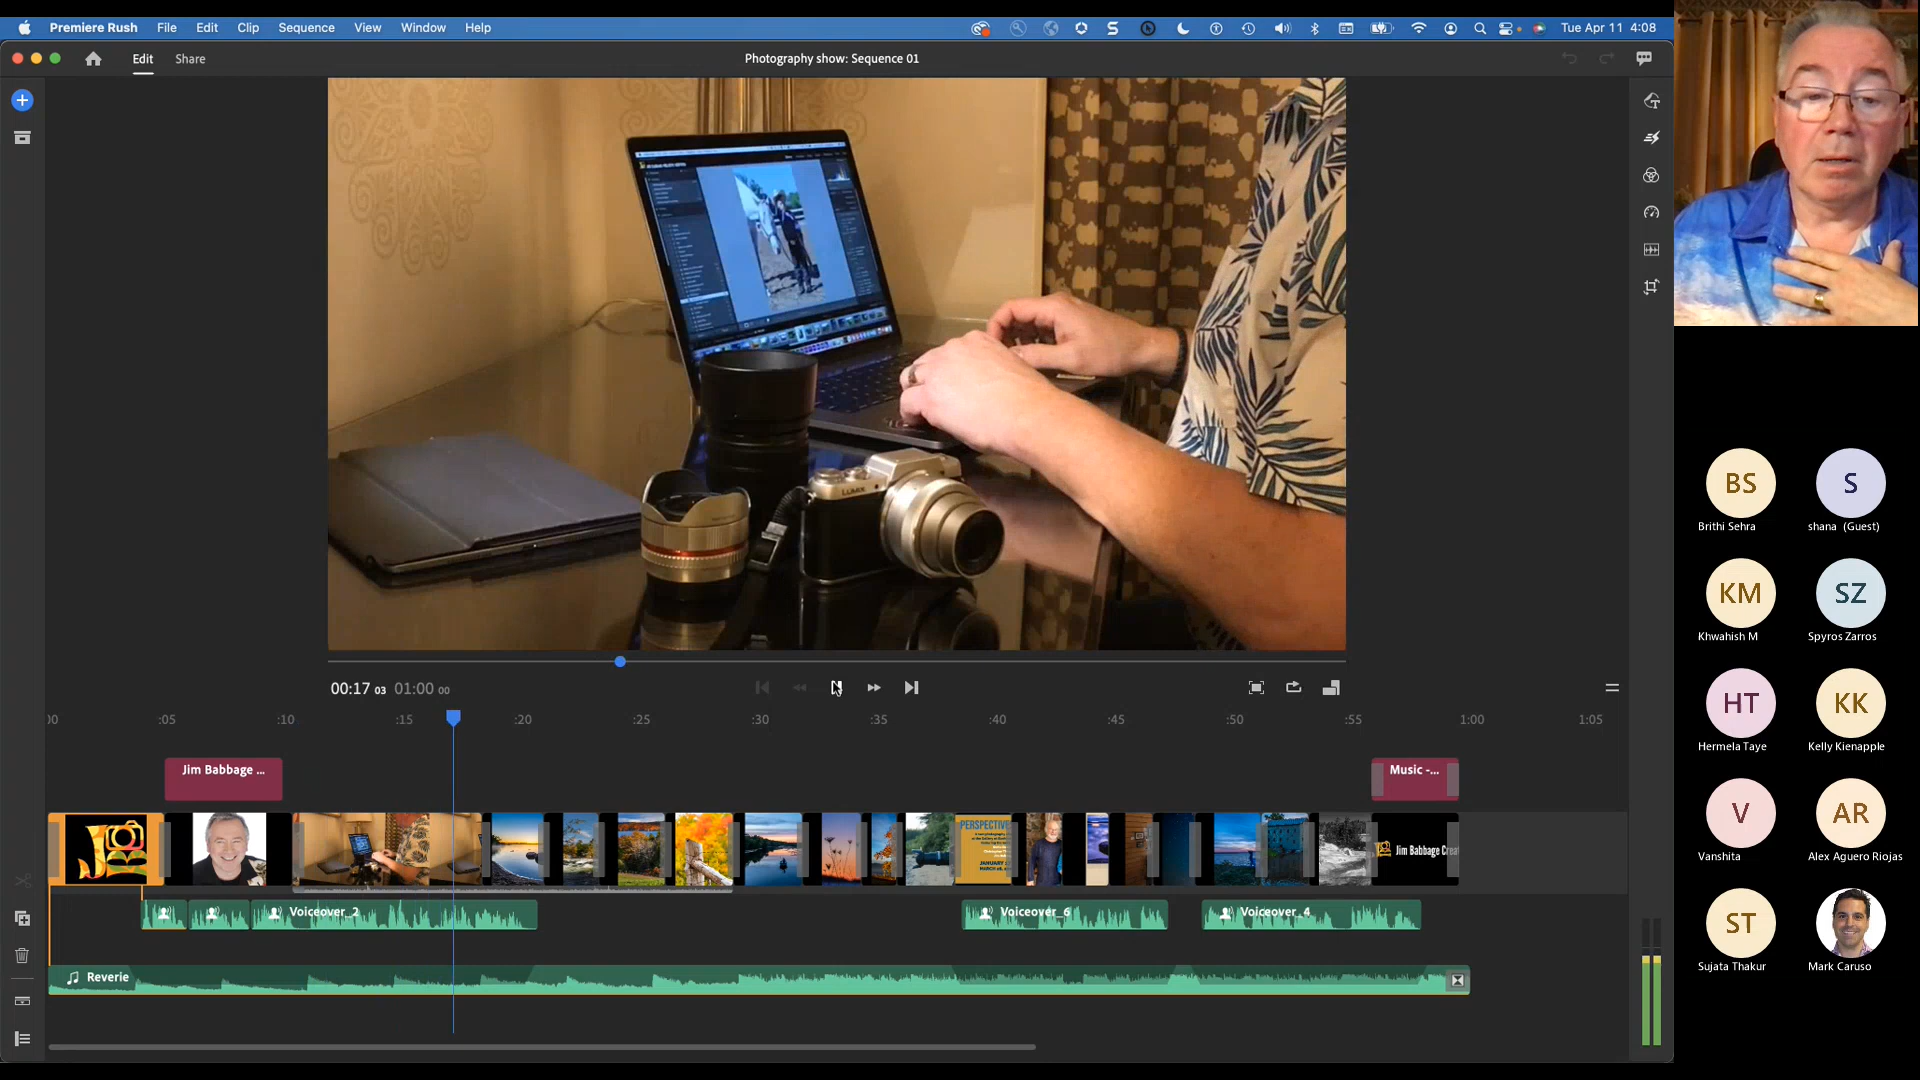 Premiere Rush File Edit Clip Sequence View Window Help
Tue Apr 11 4:08
Edit Share
Photography show: Sequence 01
LUMIX
00:17 03 01:00 00
00 :05 :10 :15 :20 :25 :30 :35 :40 :45 :50 :55 1:00 1:05
Jim Babbage ...
Music -...
PERSPECTIVE
JANUARY
Jim Babbage Crea
Voiceover_2
Voiceover_6
Voiceover_4
Reverie
BS
Brithi Sehra
S
shana (Guest)
KM
Khwahish M
SZ
Spyros Zarros
HT
Hermela Taye
KK
Kelly Kienapple
V
Vanshita
AR
Alex Aguero Riojas
ST
Sujata Thakur
Mark Caruso